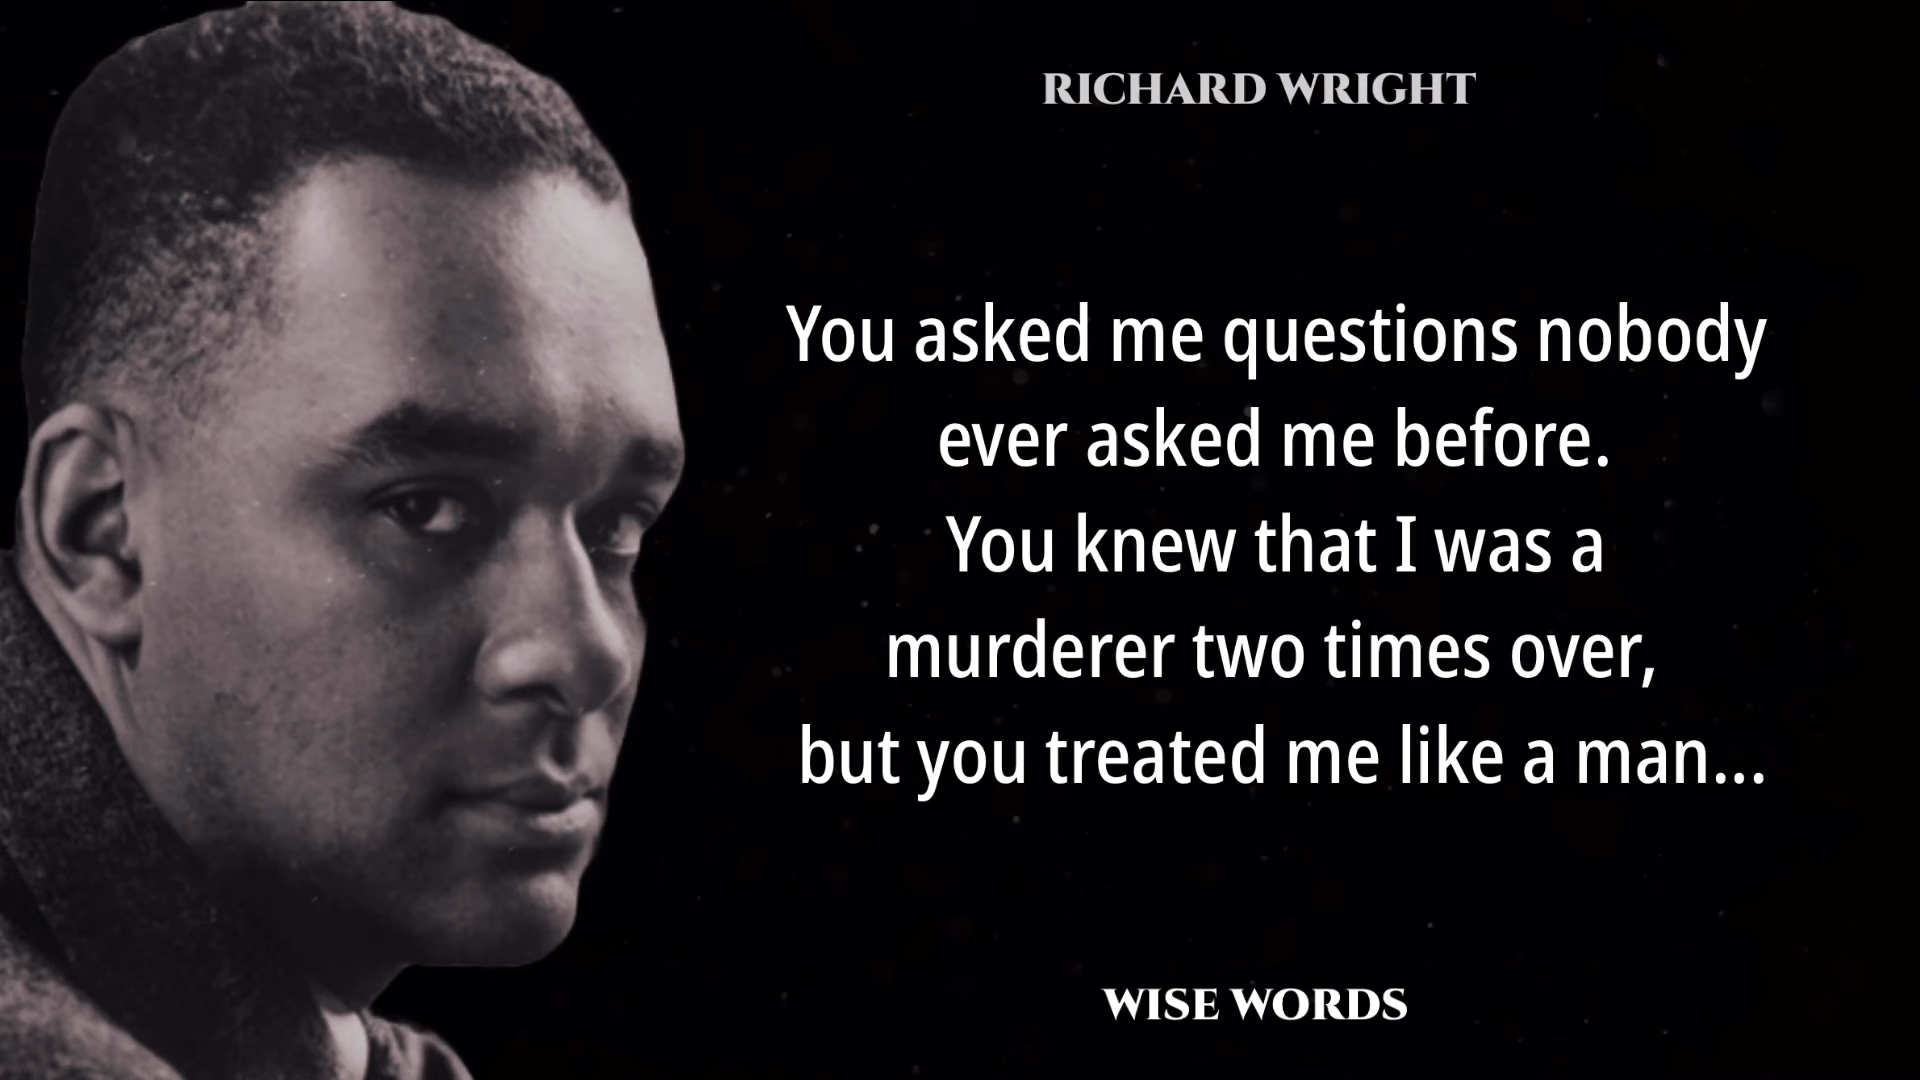 RICHARD WRIGHT
You asked me questions nobody
ever asked me before.
You knew that I was a
murderer two times over,
but you treated me like a man...
WISE WORDS